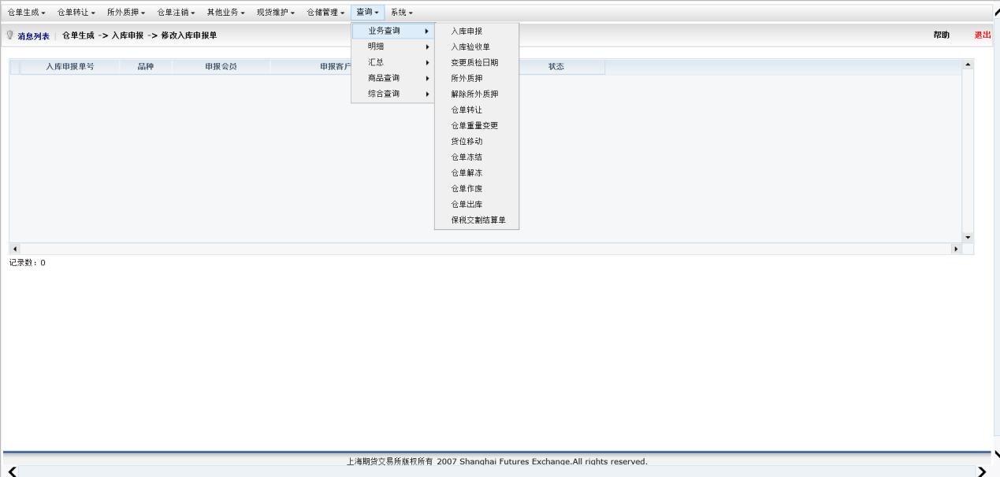 仓单生成 仓单转让 所外质押 仓单注销 其他业务 现货维护 仓储管理 查询 系统
消息列表 仓单生成 -> 入库申报 -> 修改入库申报单 帮助 退出
入库申报单号 品种 申报会员 申报客户 状态
业务查询
明细
汇总
商品查询
综合查询
入库申报
入库验收单
变更质检日期
所外质押
解除所外质押
仓单转让
仓单重量变更
货位移动
仓单冻结
仓单解冻
仓单作废
仓单出库
保税交割结算单
记录数：0
上海期货交易所版权所有 2007 Shanghai Futures Exchange.All rights reserved.